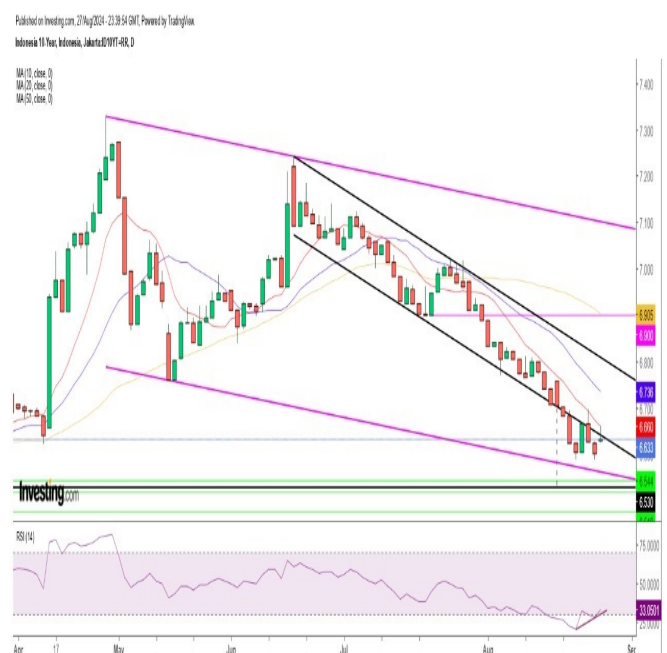 Published on Investing.com, 27/Aug/2024 - 23:39:54 GMT, Powered by TradingView.
Indonesia 10-Year, Indonesia, Jakarta:ID10YT=RR, D
MA (10, close, 0)
MA (20, close, 0)
MA (50, close, 0)
7.400
7.300
7.200
7.100
7.000
6.905
6.900
6.800
6.736
6.700
6.660
6.633
6.544
6.530
Investing.com
RSI (14)
75.0000
50.0000
33.0501
25.0000
Apr 17 May Jun Jul Aug